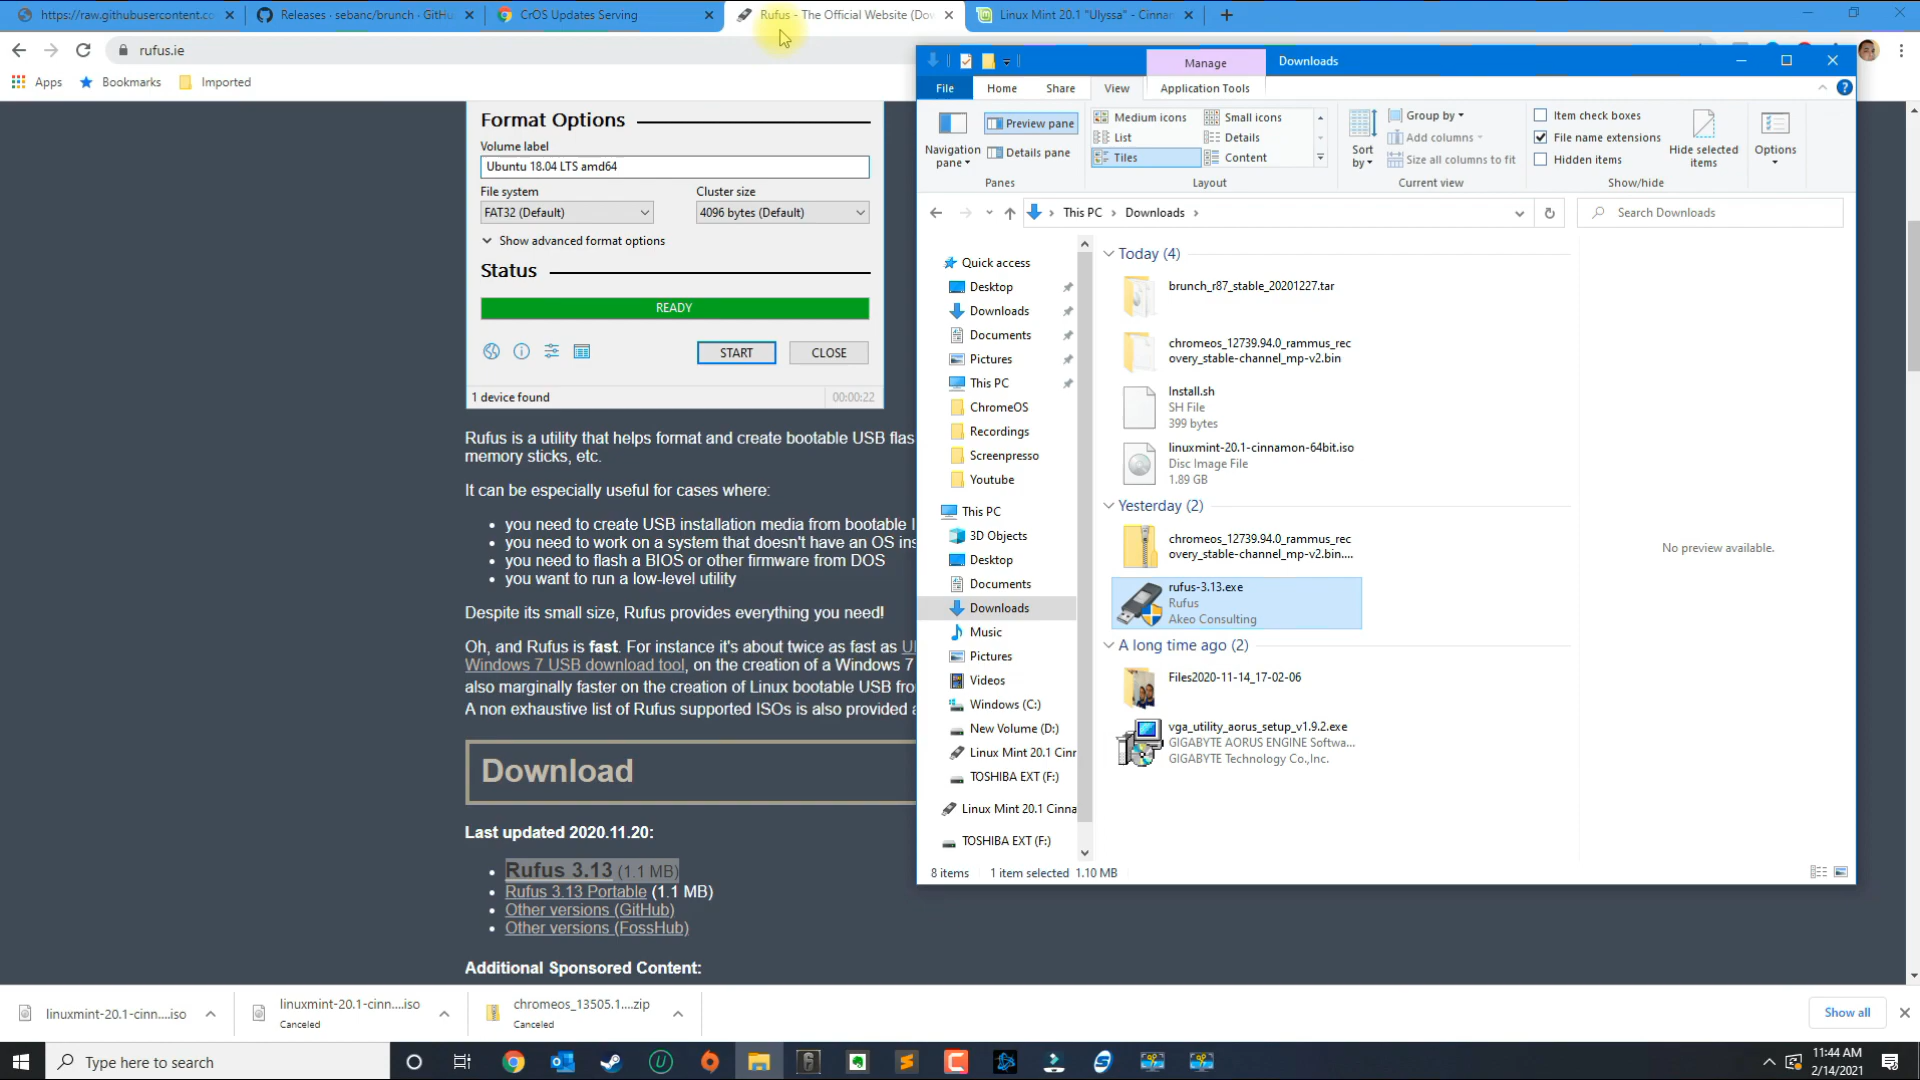 https://raw.githubusercontent.co
Releases · sebanc/brunch · GitHu
CrOS Updates Serving
Rufus - The Official Website (Do
Linux Mint 20.1 "Ulyssa" - Cinnar
rufus.ie
Apps
Bookmarks
Imported
Format Options
Volume label
Ubuntu 18.04 LTS amd64
File system
Cluster size
FAT32 (Default)
4096 bytes (Default)
Show advanced format options
Status
READY
START
CLOSE
1 device found
00:00:22
Rufus is a utility that helps format and create bootable USB flas
memory sticks, etc.
It can be especially useful for cases where:
• you need to create USB installation media from bootable I
• you need to work on a system that doesn't have an OS ins
• you need to flash a BIOS or other firmware from DOS
• you want to run a low-level utility
Despite its small size, Rufus provides everything you need!
Oh, and Rufus is fast. For instance it's about twice as fast as U
Windows 7 USB download tool, on the creation of a Windows 7
also marginally faster on the creation of Linux bootable USB fro
A non exhaustive list of Rufus supported ISOs is also provided a
Download
Last updated 2020.11.20:
• Rufus 3.13 (1.1 MB)
• Rufus 3.13 Portable (1.1 MB)
• Other versions (GitHub)
• Other versions (FossHub)
Additional Sponsored Content:
Manage
Downloads
File
Home
Share
View
Application Tools
Navigation
pane
Preview pane
Details pane
Panes
Medium icons
Small icons
List
Details
Tiles
Content
Layout
Sort
by
Group by
Add columns
Size all columns to fit
Current view
Item check boxes
File name extensions
Hidden items
Hide selected
items
Show/hide
Options
This PC
Downloads
Search Downloads
Quick access
Desktop
Downloads
Documents
Pictures
This PC
ChromeOS
Recordings
Screenpresso
Youtube
This PC
3D Objects
Desktop
Documents
Downloads
Music
Pictures
Videos
Windows (C:)
New Volume (D:)
Linux Mint 20.1 Cinr
TOSHIBA EXT (F:)
Linux Mint 20.1 Cinna
TOSHIBA EXT (F:)
Today (4)
brunch_r87_stable_20201227.tar
chromeos_12739.94.0_rammus_rec
overy_stable-channel_mp-v2.bin
Install.sh
SH File
399 bytes
linuxmint-20.1-cinnamon-64bit.iso
Disc Image File
1.89 GB
Yesterday (2)
chromeos_12739.94.0_rammus_rec
overy_stable-channel_mp-v2.bin....
rufus-3.13.exe
Rufus
Akeo Consulting
A long time ago (2)
Files2020-11-14_17-02-06
vga_utility_aorus_setup_v1.9.2.exe
GIGABYTE AORUS ENGINE Softwa...
GIGABYTE Technology Co.,Inc.
No preview available.
8 items
1 item selected 1.10 MB
linuxmint-20.1-cinn....iso
linuxmint-20.1-cinn....iso
Canceled
chromeos_13505.1....zip
Canceled
Show all
Type here to search
11:44 AM
2/14/2021